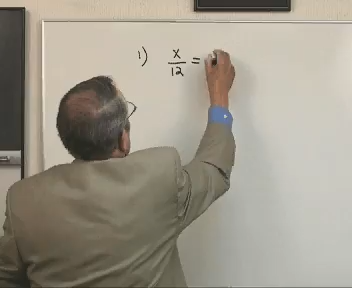 1) x/12 =